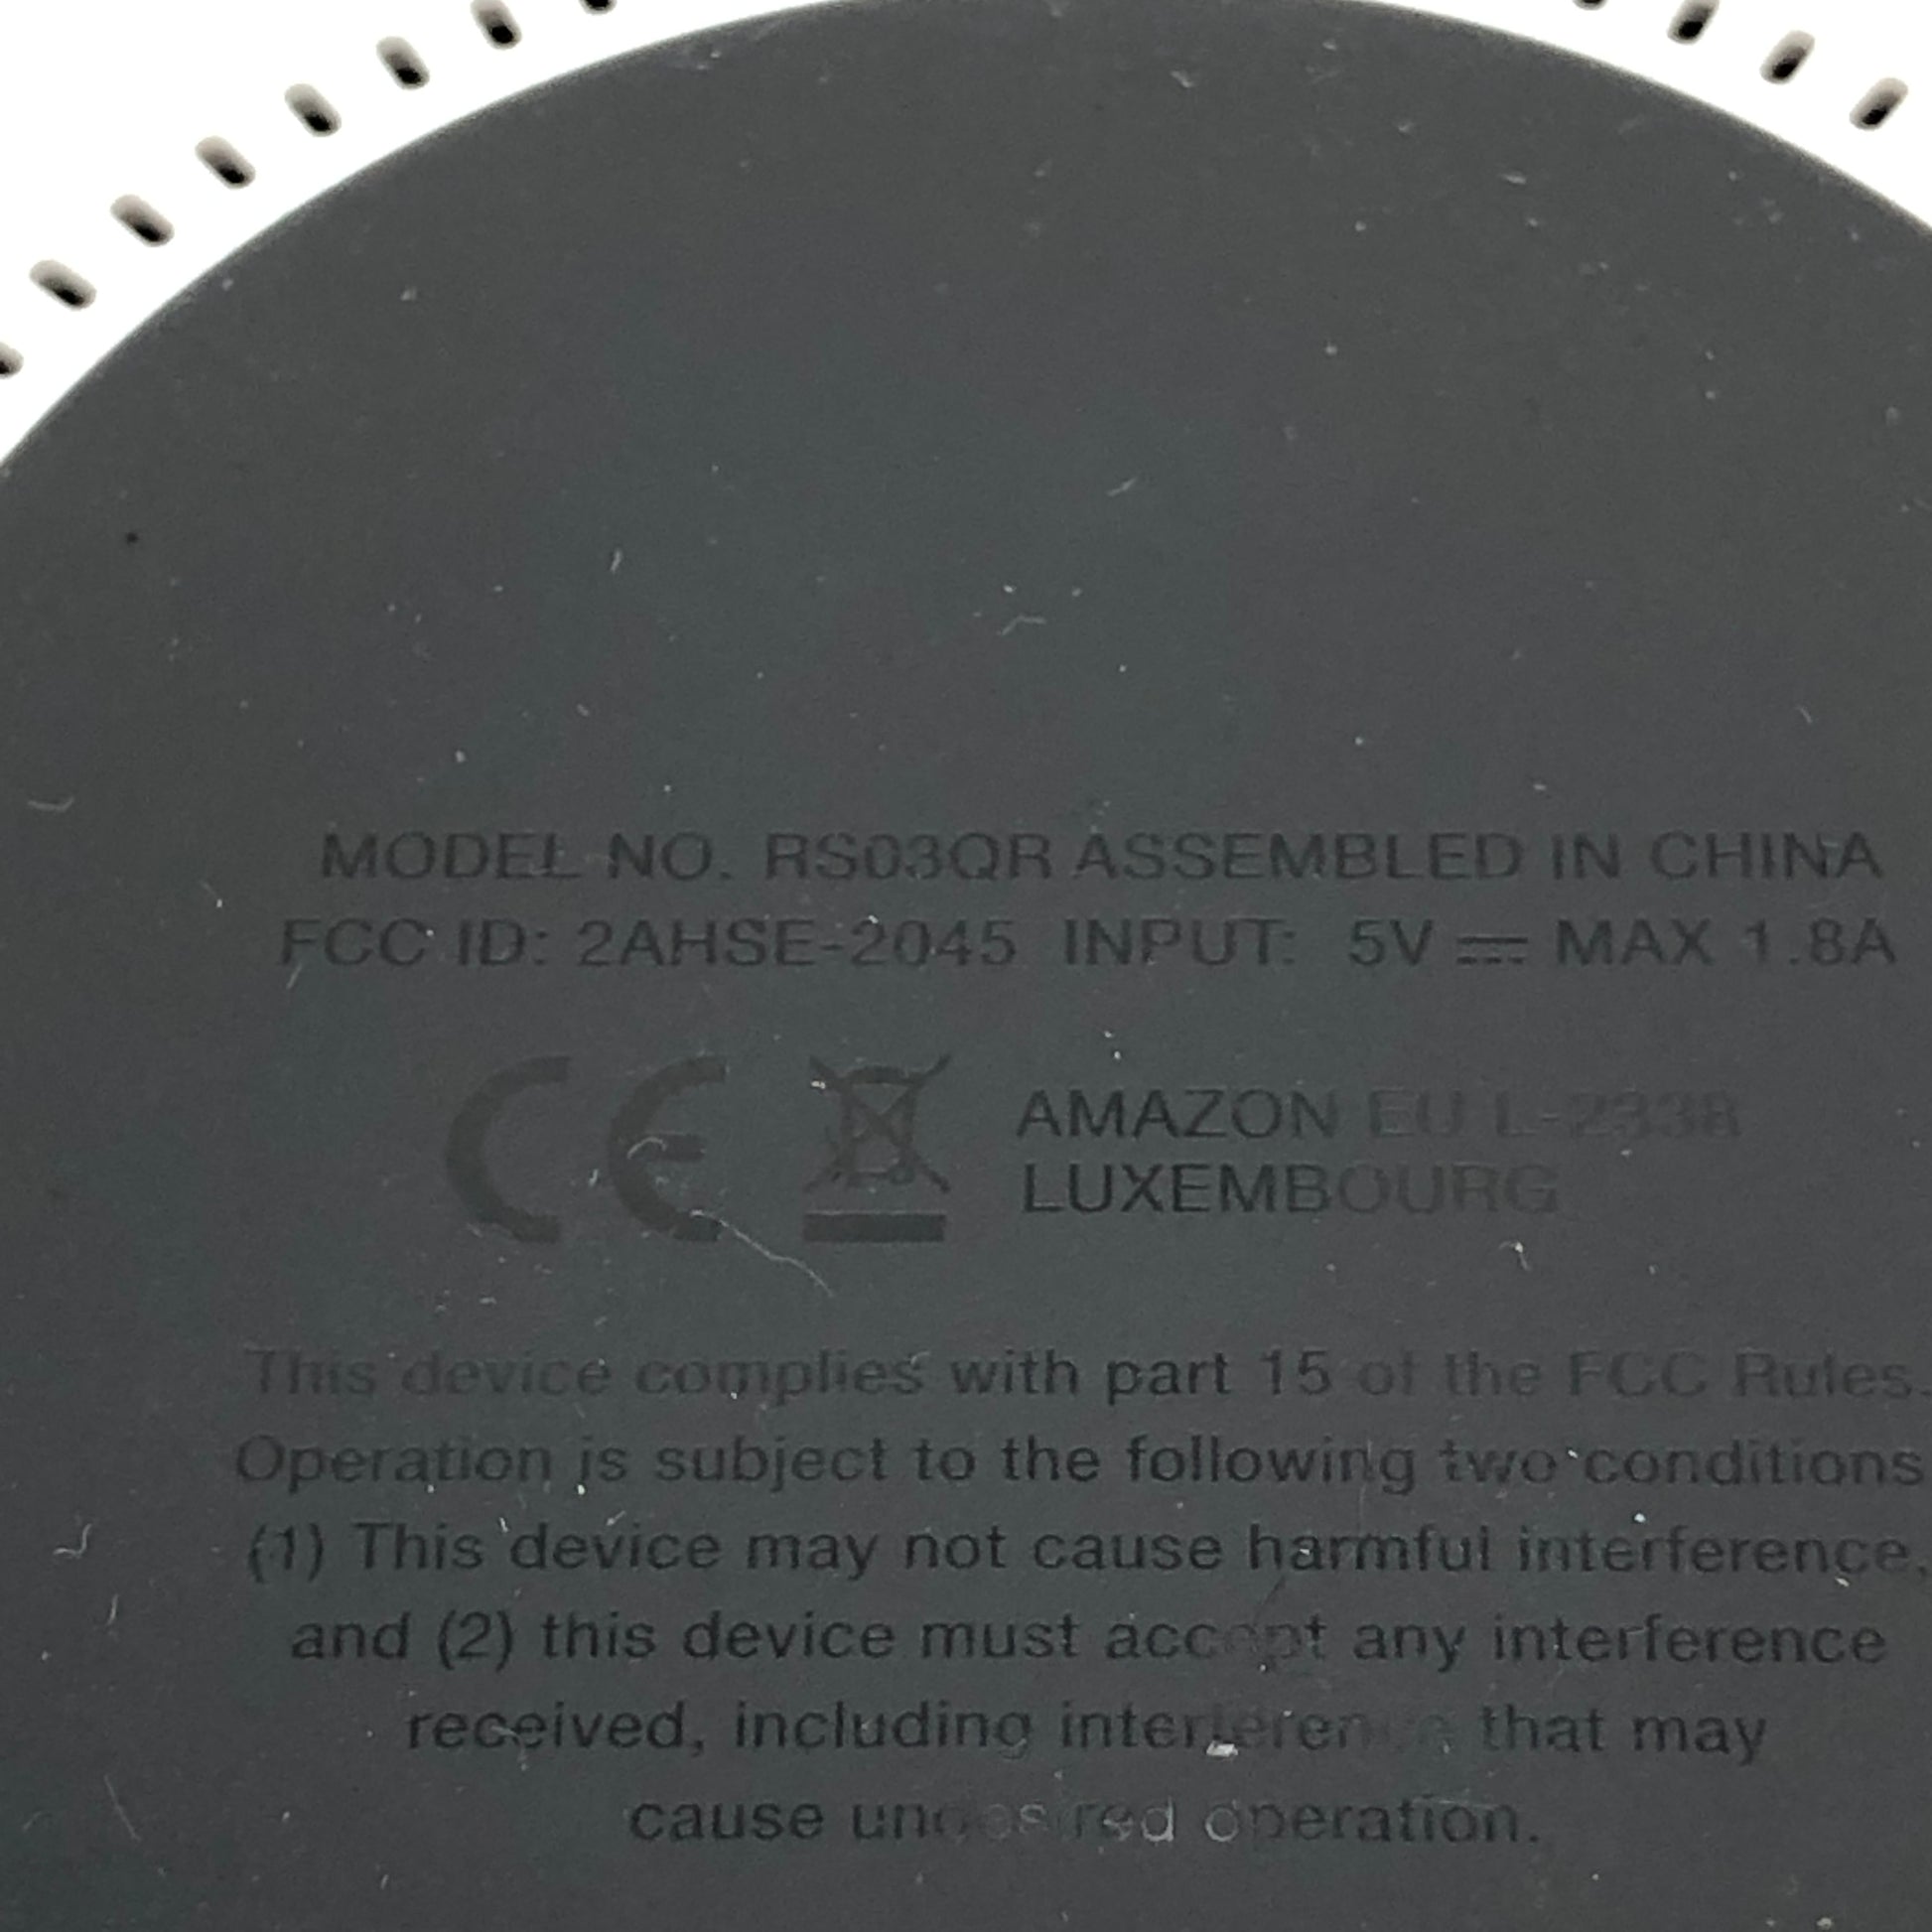 MODEL NO. RS03QR ASSEMBLED IN CHINA
FCC ID: 2AHSE-2045 INPUT: 5V ⎓ MAX 1.8A
CE AMAZON EU L-2338
LUXEMBOURG
This device complies with part 15 of the FCC Rules.
Operation is subject to the following two conditions
(1) This device may not cause harmful interference,
and (2) this device must accept any interference
received, including interference that may
cause undesired operation.